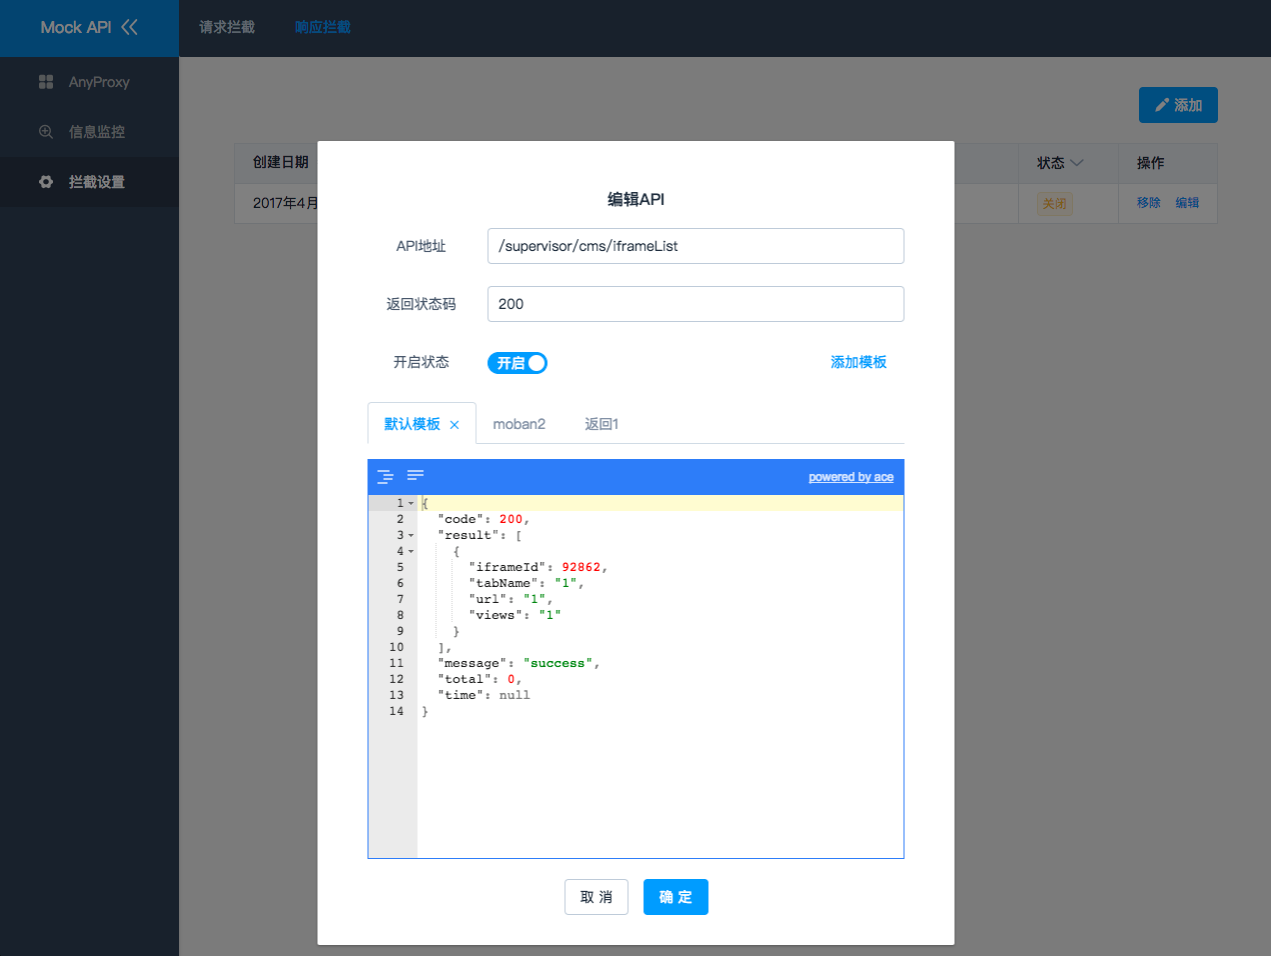 Mock API
请求拦截 响应拦截
AnyProxy
信息监控
拦截设置
添加
创建日期 状态 操作
2017年4月 关闭 移除 编辑
编辑API
API地址 /supervisor/cms/iframeList
返回状态码 200
开启状态 开启 添加模板
默认模板 moban2 返回1
powered by ace
1 {
2 "code": 200,
3 "result": [
4 {
5 "iframeId": 92862,
6 "tabName": "1",
7 "url": "1",
8 "views": "1"
9 }
10 ],
11 "message": "success",
12 "total": 0,
13 "time": null
14 }
取 消 确 定